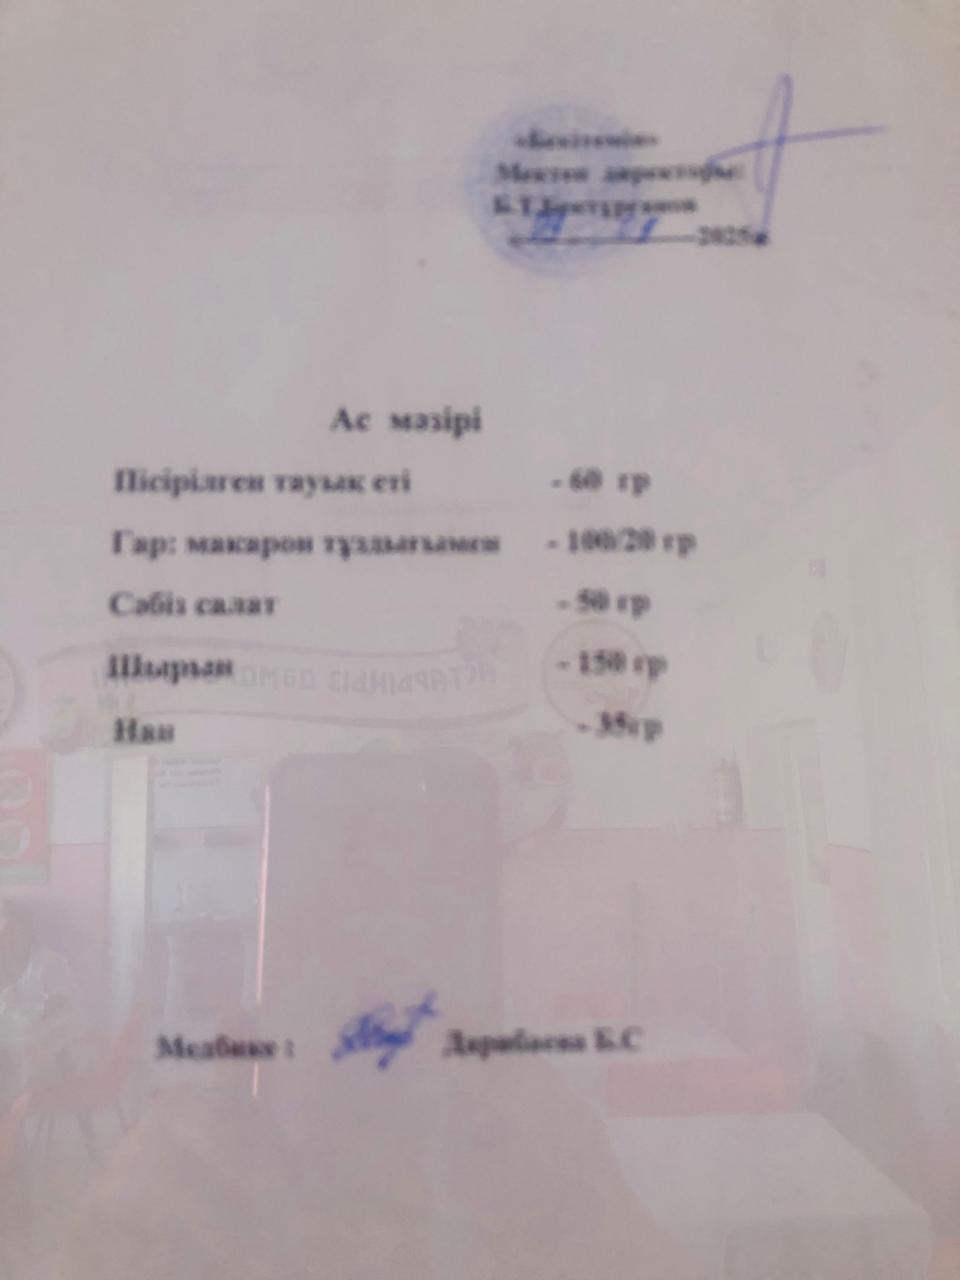 «Бекітемін»
Мектеп директоры:
Б.Т.Бектұрганов
2025ж
Ас мәзірі
Пісірілген тауық еті - 60 гр
Гар: макарон тұздығымен - 100/20 гр
Сәбіз салат - 50 гр
Шырын - 150 гр
Нан - 35гр
Медбике : Дарибаева Б.С